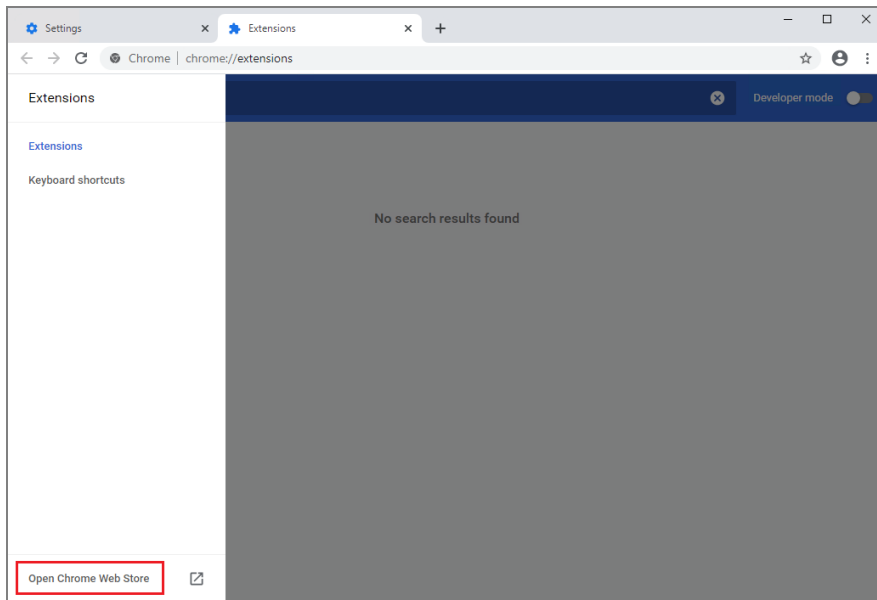 Settings
Extensions
Chrome | chrome://extensions
Extensions
Developer mode
Extensions
Keyboard shortcuts
No search results found
Open Chrome Web Store